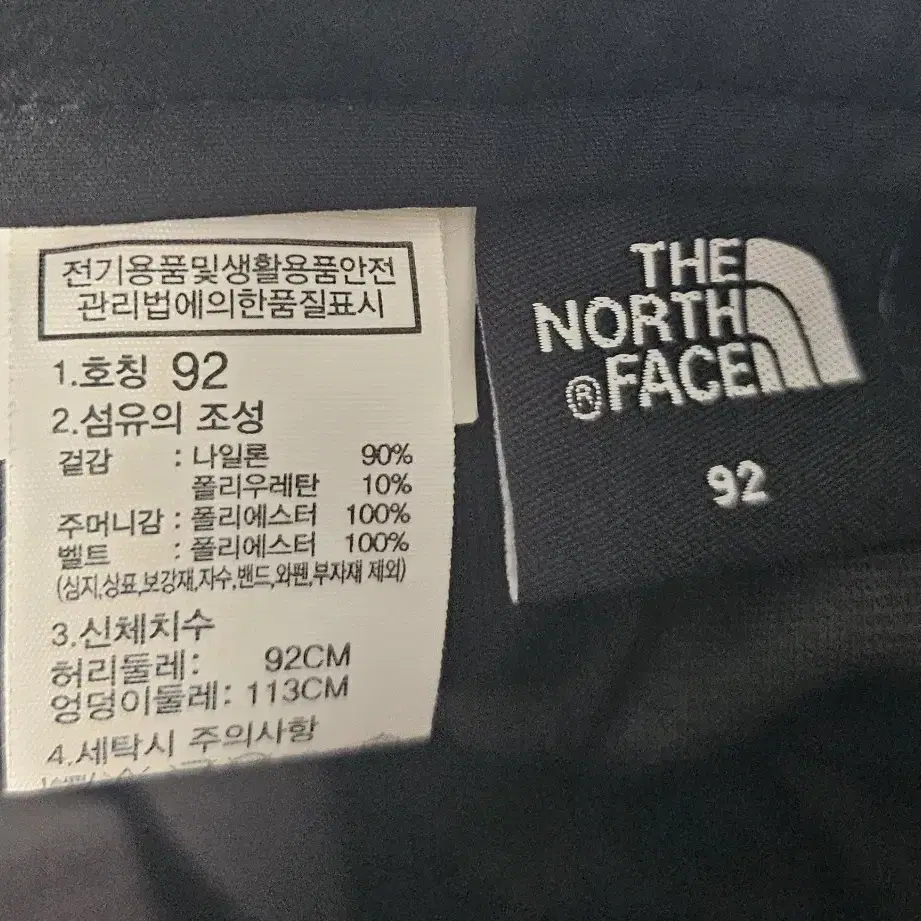 전기용품및생활용품안전
관리법에의한품질표시
1.호칭 92
2.섬유의 조성
겉감 : 나일론 90%
폴리우레탄 10%
주머니감 : 폴리에스터 100%
벨트 : 폴리에스터 100%
(심지,상표,보강재,자수,밴드,와펜,부자재 제외)
3.신체치수
허리둘레: 92CM
엉덩이둘레: 113CM
4.세탁시 주의사항
THE
NORTH
®FACE
92